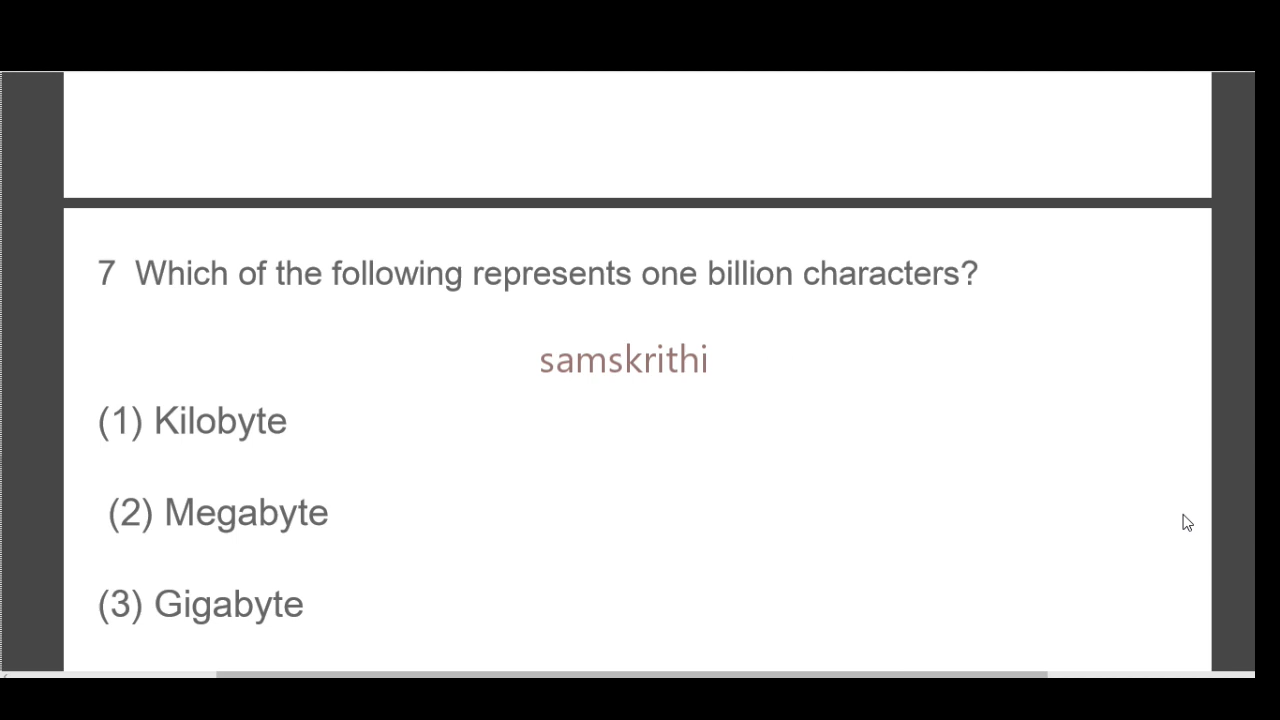 7 Which of the following represents one billion characters?
samskrithi
(1) Kilobyte
(2) Megabyte
(3) Gigabyte